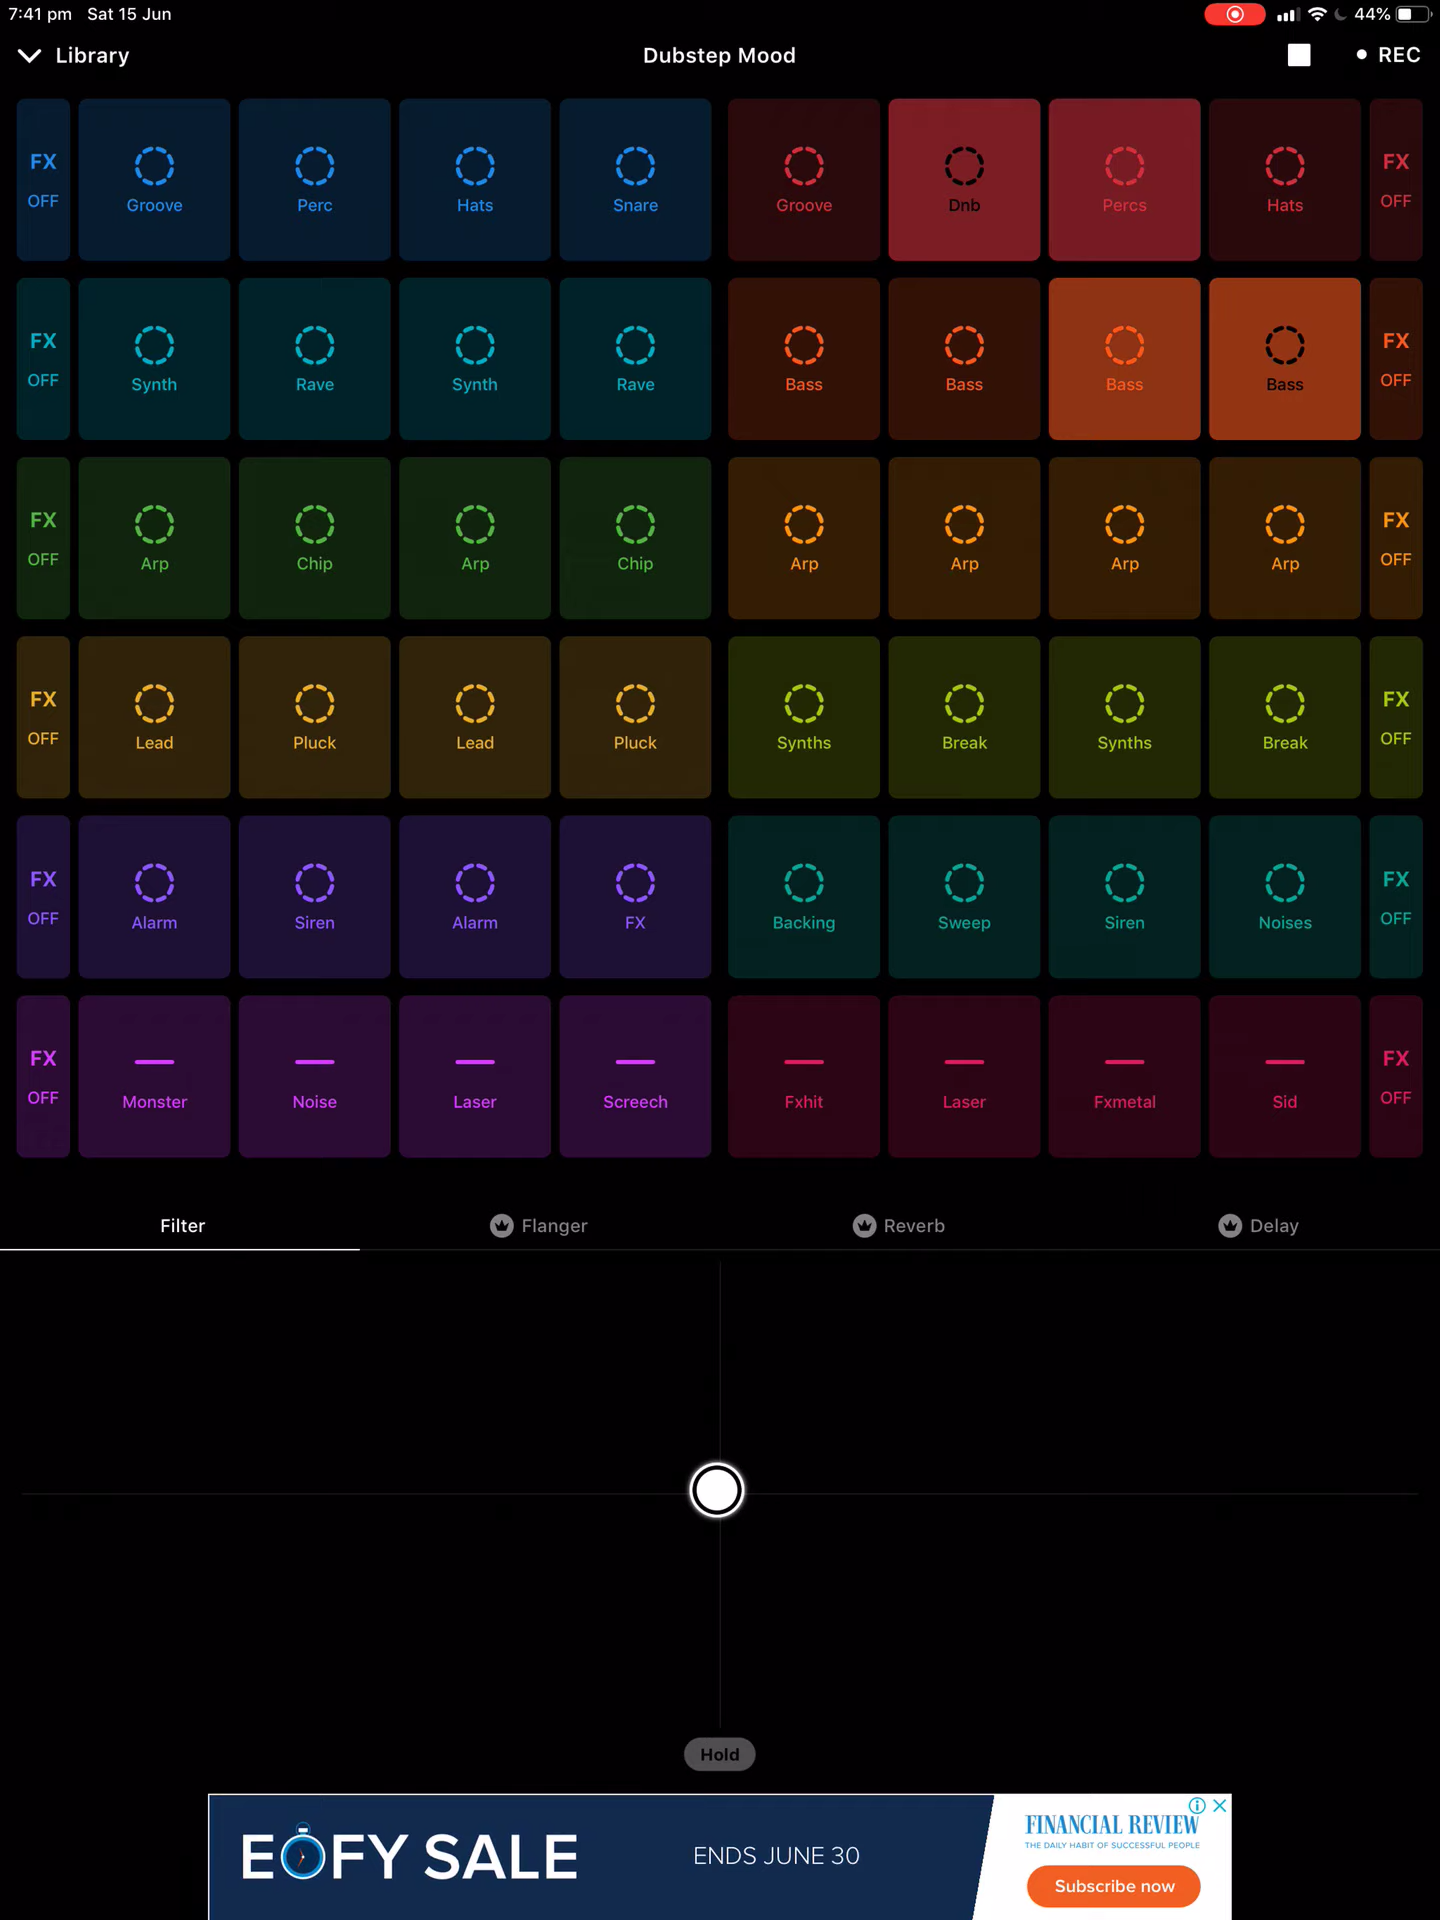 7:41 pm Sat 15 Jun 44%
Library Dubstep Mood REC
FX Groove Perc Hats Snare Groove Dnb Percs Hats FX
OFF OFF
FX Synth Rave Synth Rave Bass Bass Bass Bass FX
OFF OFF
FX Arp Chip Arp Chip Arp Arp Arp Arp FX
OFF OFF
FX Lead Pluck Lead Pluck Synths Break Synths Break FX
OFF OFF
FX Alarm Siren Alarm FX Backing Sweep Siren Noises FX
OFF OFF
FX Monster Noise Laser Screech Fxhit Laser Fxmetal Sid FX
OFF OFF
Filter Flanger Reverb Delay
Hold
EOFY SALE ENDS JUNE 30
FINANCIAL REVIEW
THE DAILY HABIT OF SUCCESSFUL PEOPLE
Subscribe now